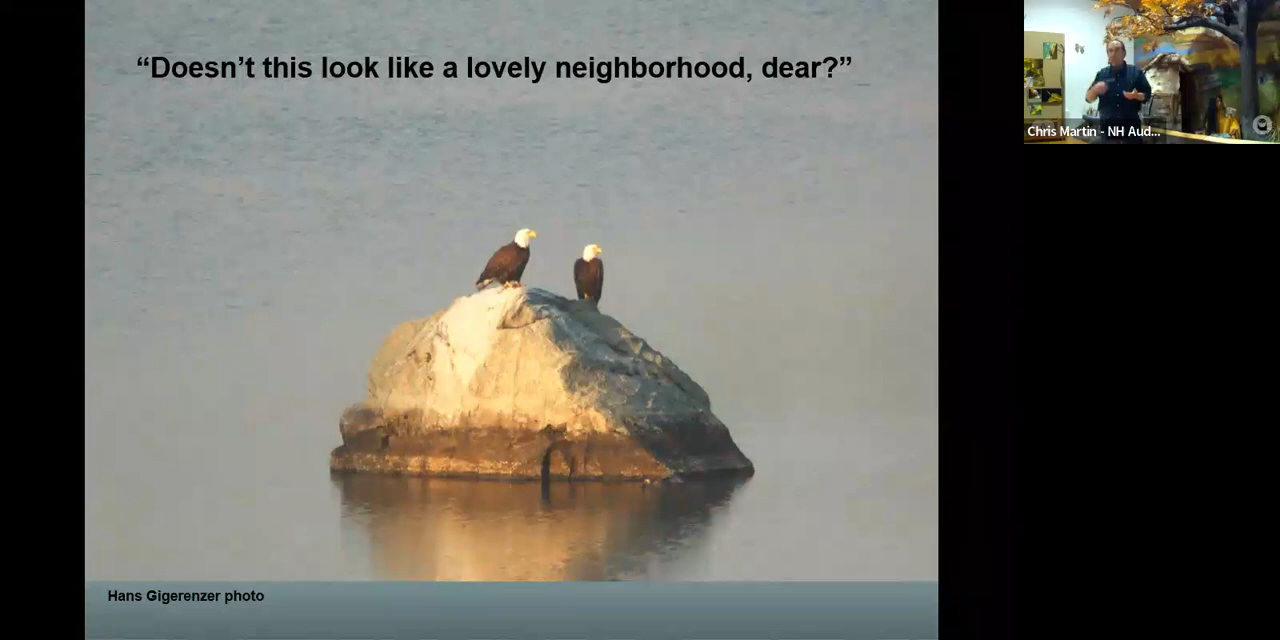 “Doesn’t this look like a lovely neighborhood, dear?”
Chris Martin - NH Aud...
Hans Gigerenzer photo